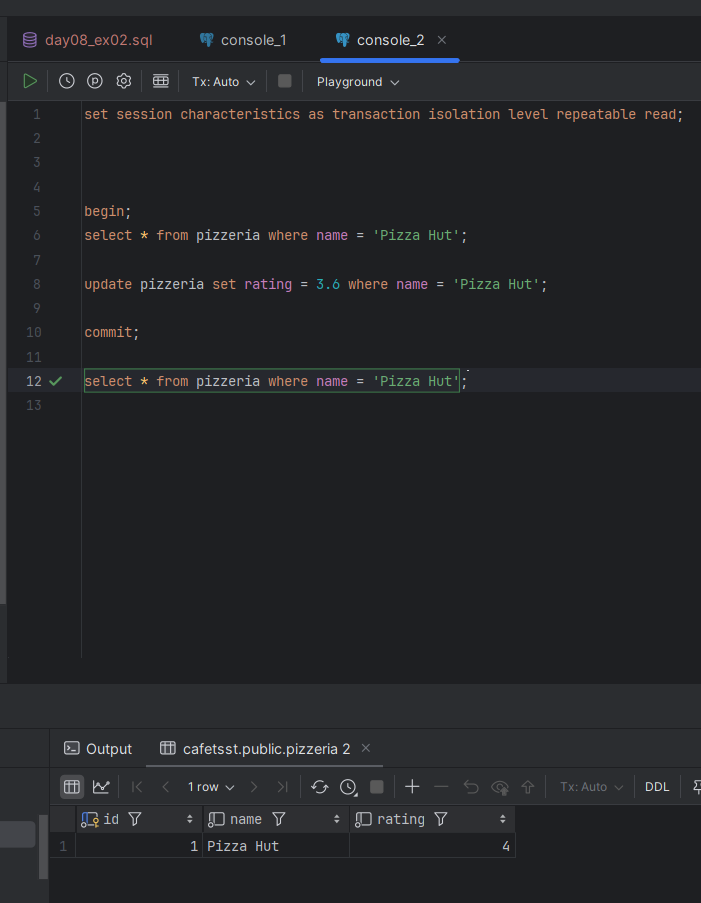 day08_ex02.sql console_1 console_2
Tx: Auto Playground
1 set session characteristics as transaction isolation level repeatable read;
2
3
4
5 begin;
6 select * from pizzeria where name = 'Pizza Hut';
7
8 update pizzeria set rating = 3.6 where name = 'Pizza Hut';
9
10 commit;
11
12 select * from pizzeria where name = 'Pizza Hut';
13
Output cafetsst.public.pizzeria 2
1 row Tx: Auto DDL
id name rating
1 1 Pizza Hut 4